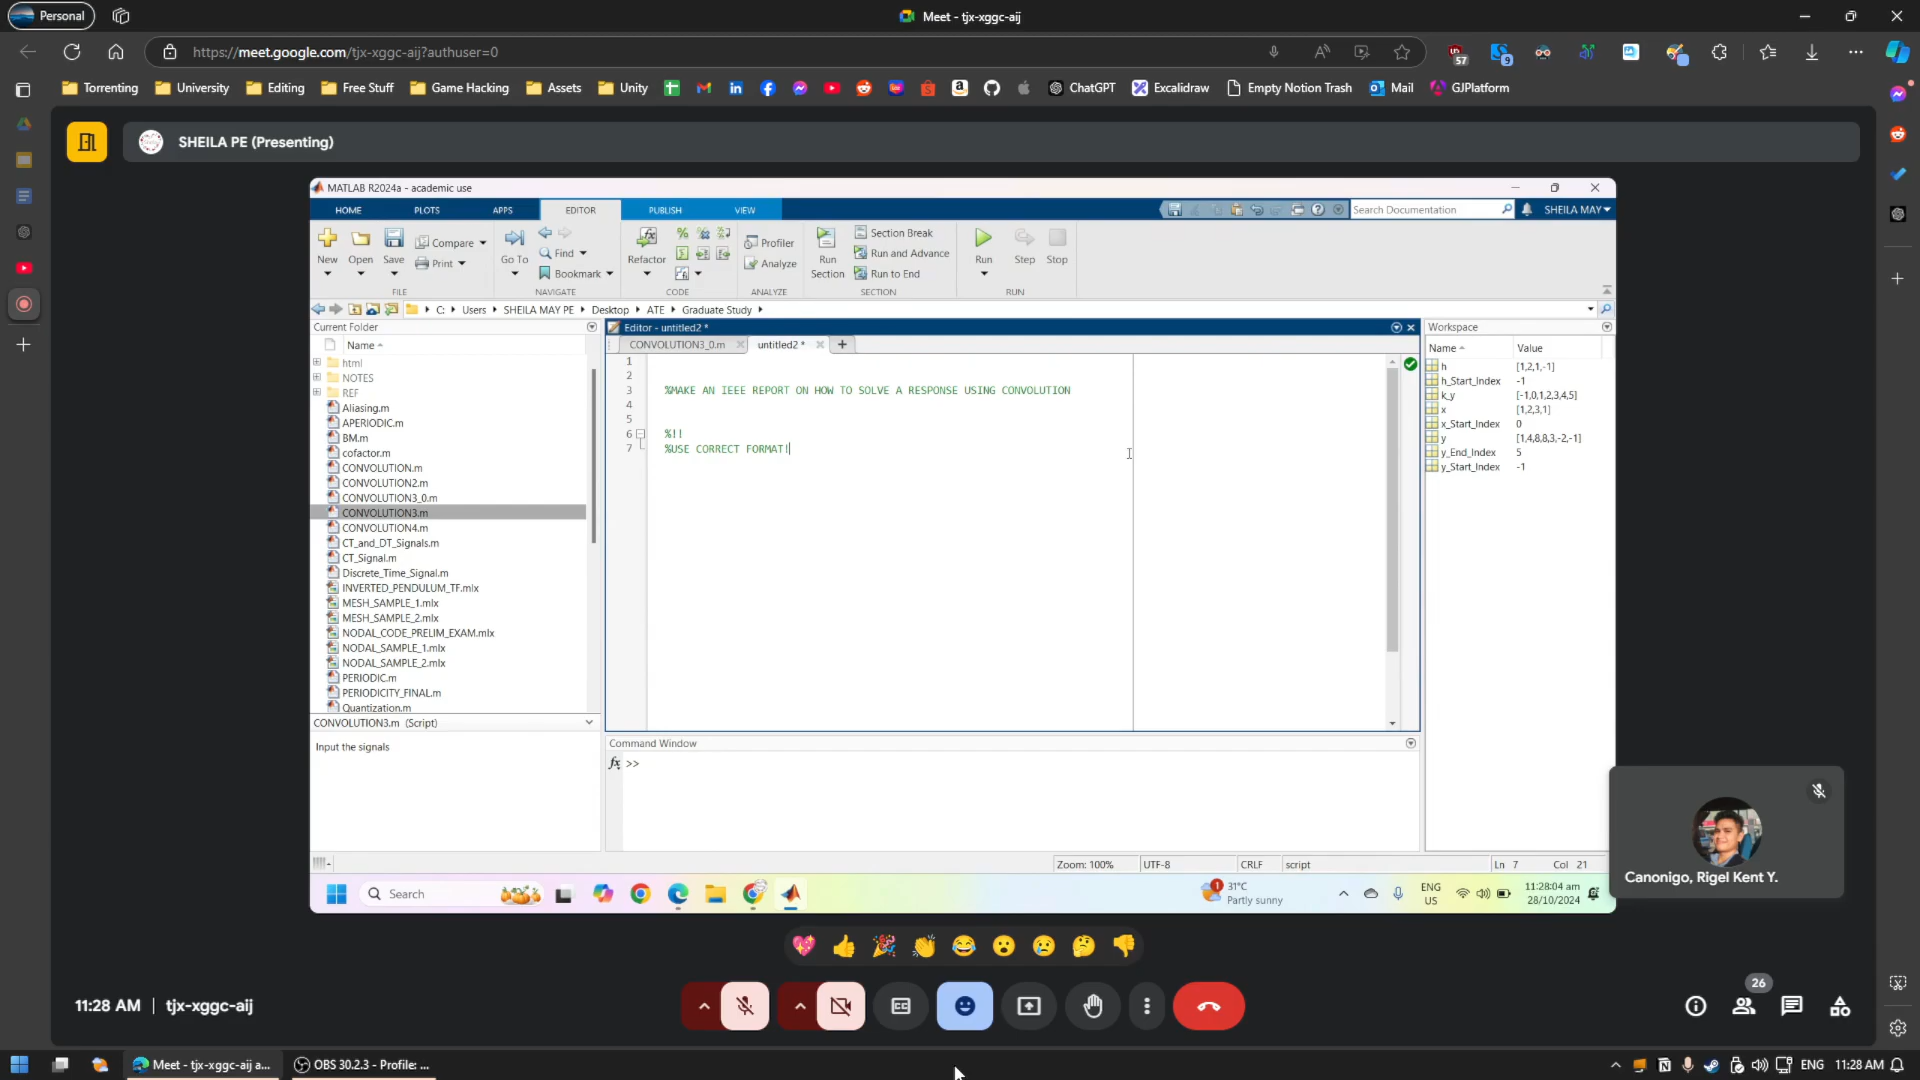 Personal
Meet - tjx-xggc-aij
https://meet.google.com/tjx-xggc-aij?authuser=0
57
9
Torrenting University Editing Free Stuff Game Hacking Assets Unity ChatGPT Excalidraw Empty Notion Trash Mail GJPlatform
SHEILA PE (Presenting)
MATLAB R2024a - academic use
HOME PLOTS APPS EDITOR PUBLISH VIEW
Search Documentation
SHEILA MAY
New Open Save Compare Print
FILE
Go To Find Bookmark
NAVIGATE
Refactor
CODE
Profiler
Analyze
ANALYZE
Run Section
Section Break
Run and Advance
Run to End
SECTION
Run Step Stop
RUN
C: Users SHEILA MAY PE Desktop ATE Graduate Study
Current Folder
Name
html
NOTES
REF
Aliasing.m
APERIODIC.m
BM.m
cofactor.m
CONVOLUTION.m
CONVOLUTION2.m
CONVOLUTION3_0.m
CONVOLUTION3.m
CONVOLUTION4.m
CT_and_DT_Signals.m
CT_Signal.m
Discrete_Time_Signal.m
INVERTED_PENDULUM_TF.mlx
MESH_SAMPLE_1.mlx
MESH_SAMPLE_2.mlx
NODAL_CODE_PRELIM_EXAM.mlx
NODAL_SAMPLE_1.mlx
NODAL_SAMPLE_2.mlx
PERIODIC.m
PERIODICITY_FINAL.m
Quantization.m
CONVOLUTION3.m (Script)
Input the signals
Editor - untitled2 *
CONVOLUTION3_0.m untitled2 *
1
2
3 %MAKE AN IEEE REPORT ON HOW TO SOLVE A RESPONSE USING CONVOLUTION
4
5
6 %!!
7 %USE CORRECT FORMAT!
Command Window
fx >>
Workspace
Name Value
h [1,2,1,-1]
h_Start_Index -1
k_y [-1,0,1,2,3,4,5]
x [1,2,3,1]
x_Start_Index 0
y [1,4,8,8,3,-2,-1]
y_End_Index 5
y_Start_Index -1
Zoom: 100% UTF-8 CRLF script Ln 7 Col 21
Search
1
31°C
Partly sunny
ENG
US
11:28:04 am
28/10/2024
Canonigo, Rigel Kent Y.
11:28 AM | tjx-xggc-aij
26
Meet - tjx-xggc-aij a...
OBS 30.2.3 - Profile: ...
ENG 11:28 AM